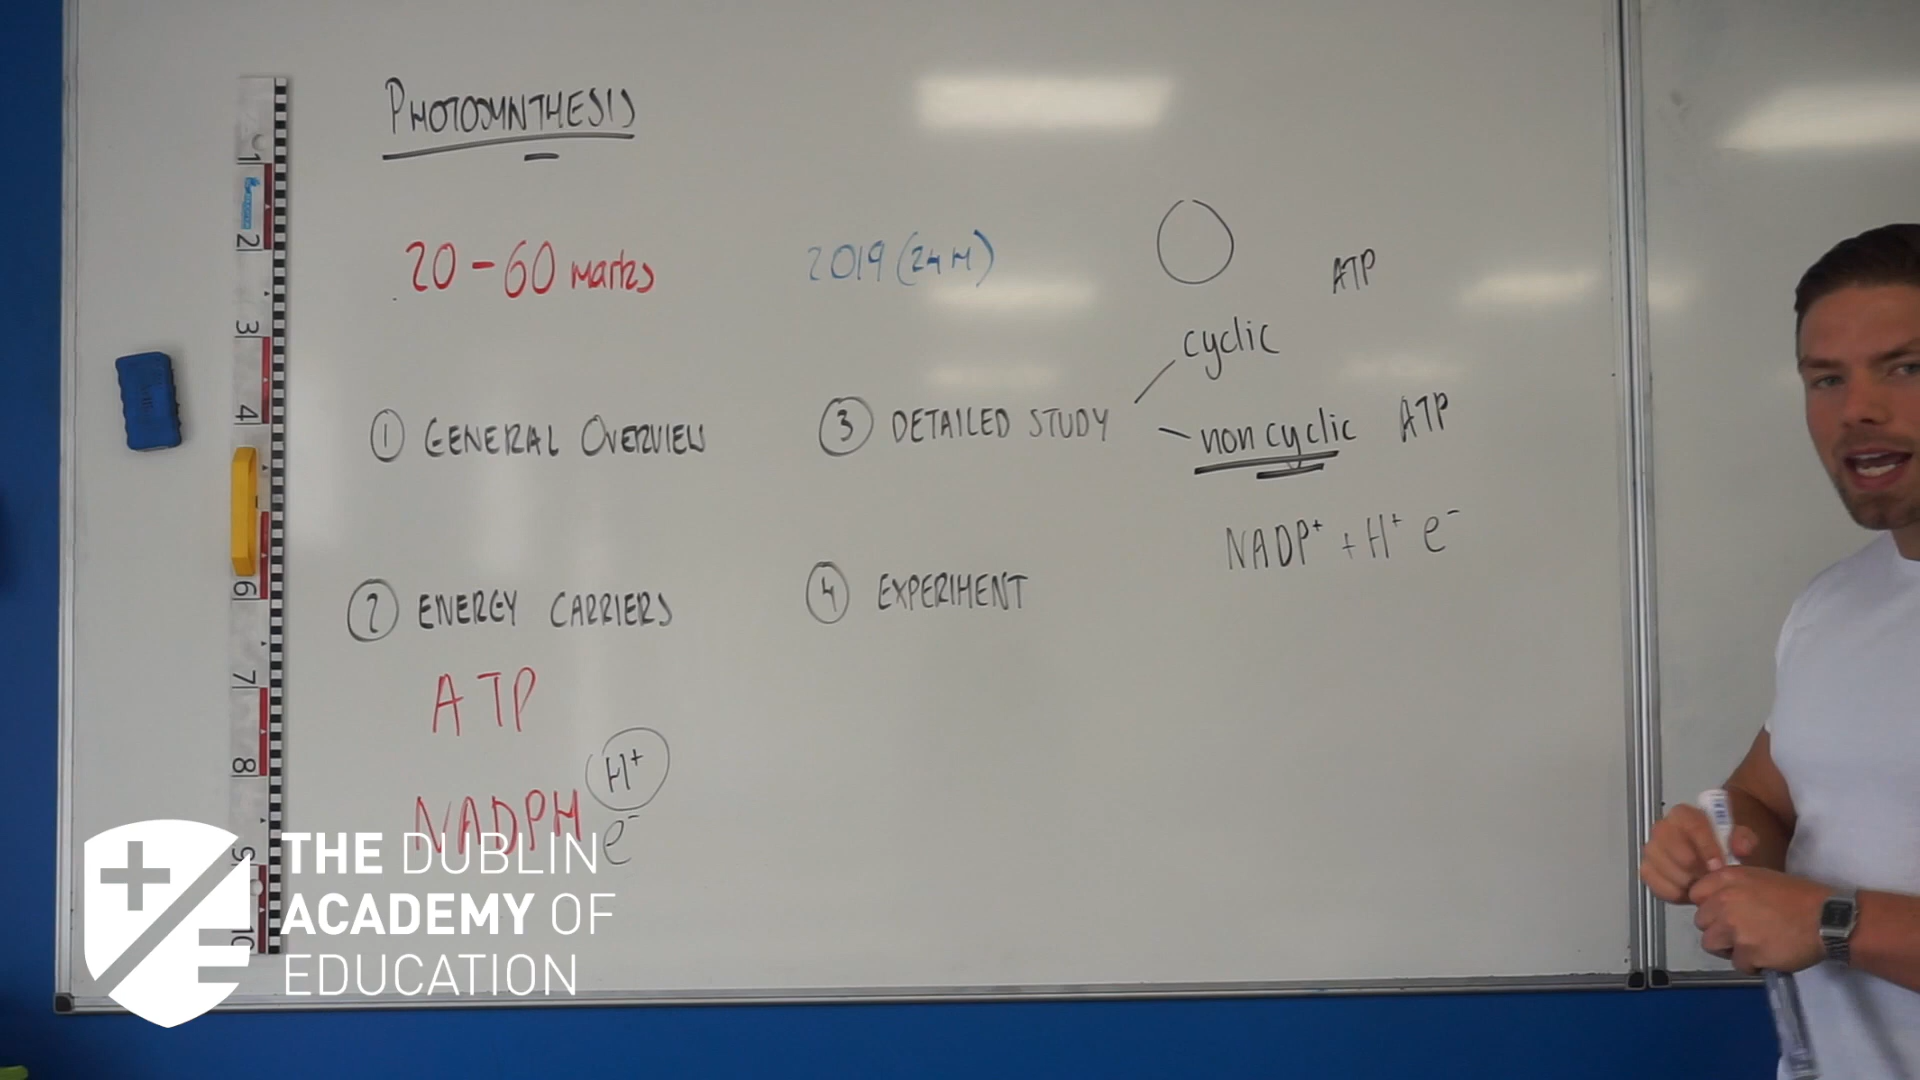 PHOTOSYNTHESIS
20-60 marks
2019 (24M)
ATP
cyclic
① GENERAL OVERVIEW
③ DETAILED STUDY
non cyclic ATP
NADP⁺ + H⁺ e⁻
② ENERGY CARRIERS
④ EXPERIMENT
ATP
H⁺
NADPH e⁻
1
2
3
4
6
7
8
9
10
THE DUBLIN
ACADEMY OF
EDUCATION